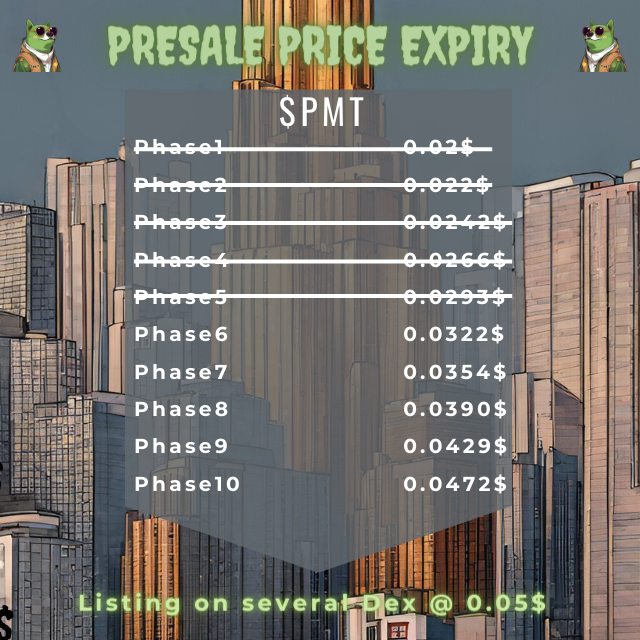 PRESALE PRICE EXPIRY
$PMT
Phase1 0.02$
Phase2 0.022$
Phase3 0.0242$
Phase4 0.0266$
Phase5 0.0293$
Phase6 0.0322$
Phase7 0.0354$
Phase8 0.0390$
Phase9 0.0429$
Phase10 0.0472$
Listing on several Dex @ 0.05$
$